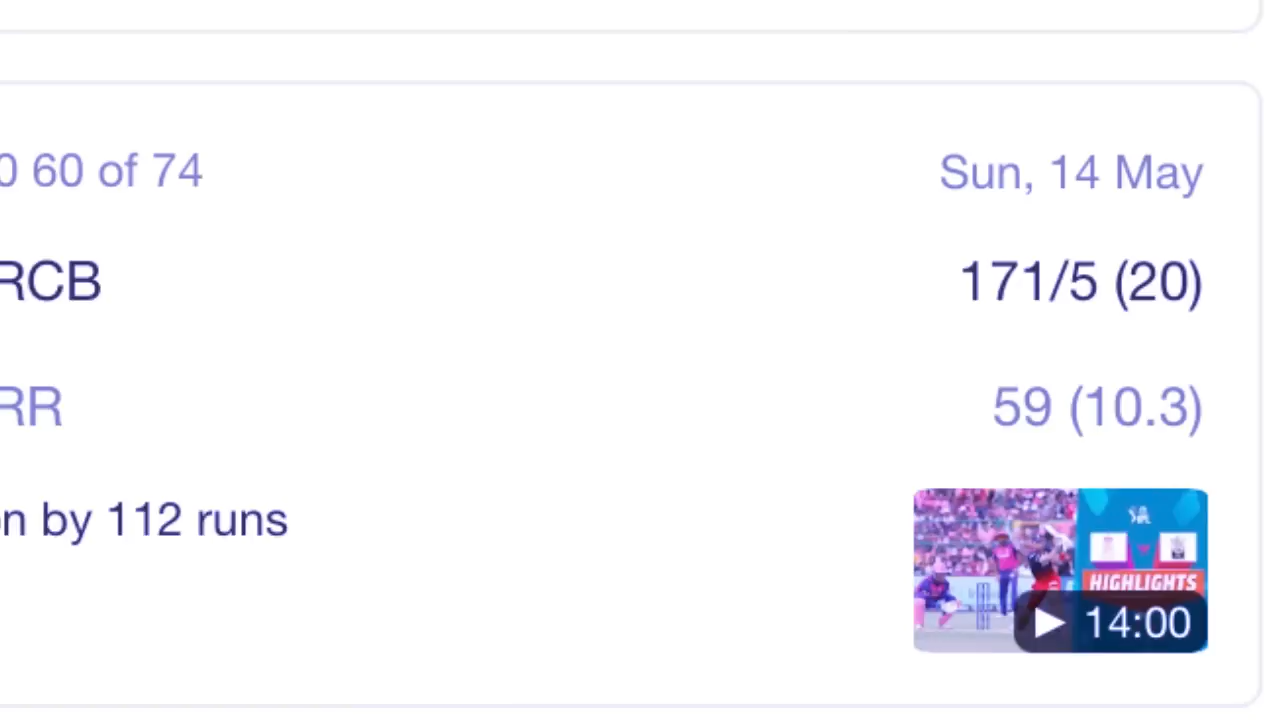 0 60 of 74
Sun, 14 May
RCB
171/5 (20)
RR
59 (10.3)
n by 112 runs
HIGHLIGHTS
14:00